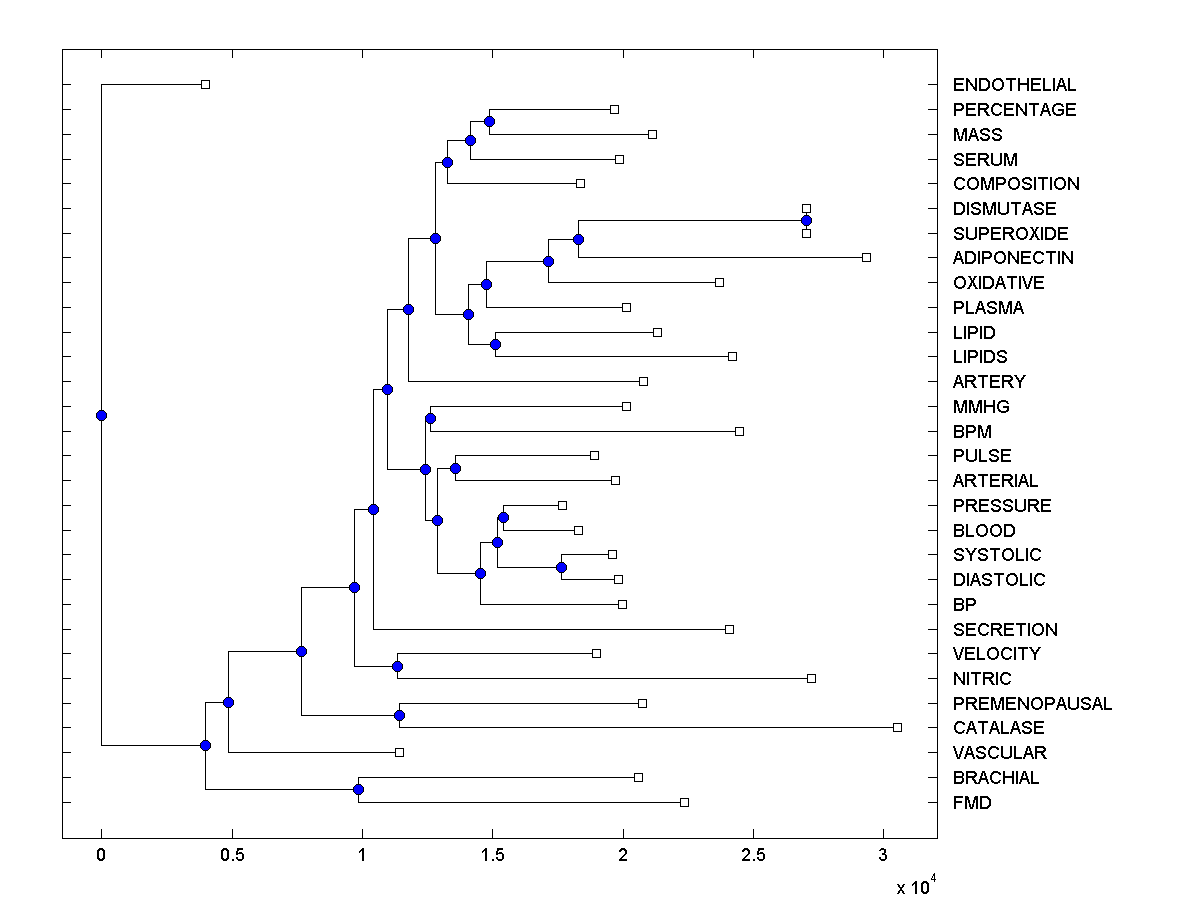 ENDOTHELIAL
PERCENTAGE
MASS
SERUM
COMPOSITION
DISMUTASE
SUPEROXIDE
ADIPONECTIN
OXIDATIVE
PLASMA
LIPID
LIPIDS
ARTERY
MMHG
BPM
PULSE
ARTERIAL
PRESSURE
BLOOD
SYSTOLIC
DIASTOLIC
BP
SECRETION
VELOCITY
NITRIC
PREMENOPAUSAL
CATALASE
VASCULAR
BRACHIAL
FMD
0 0.5 1 1.5 2 2.5 3
x 10^4